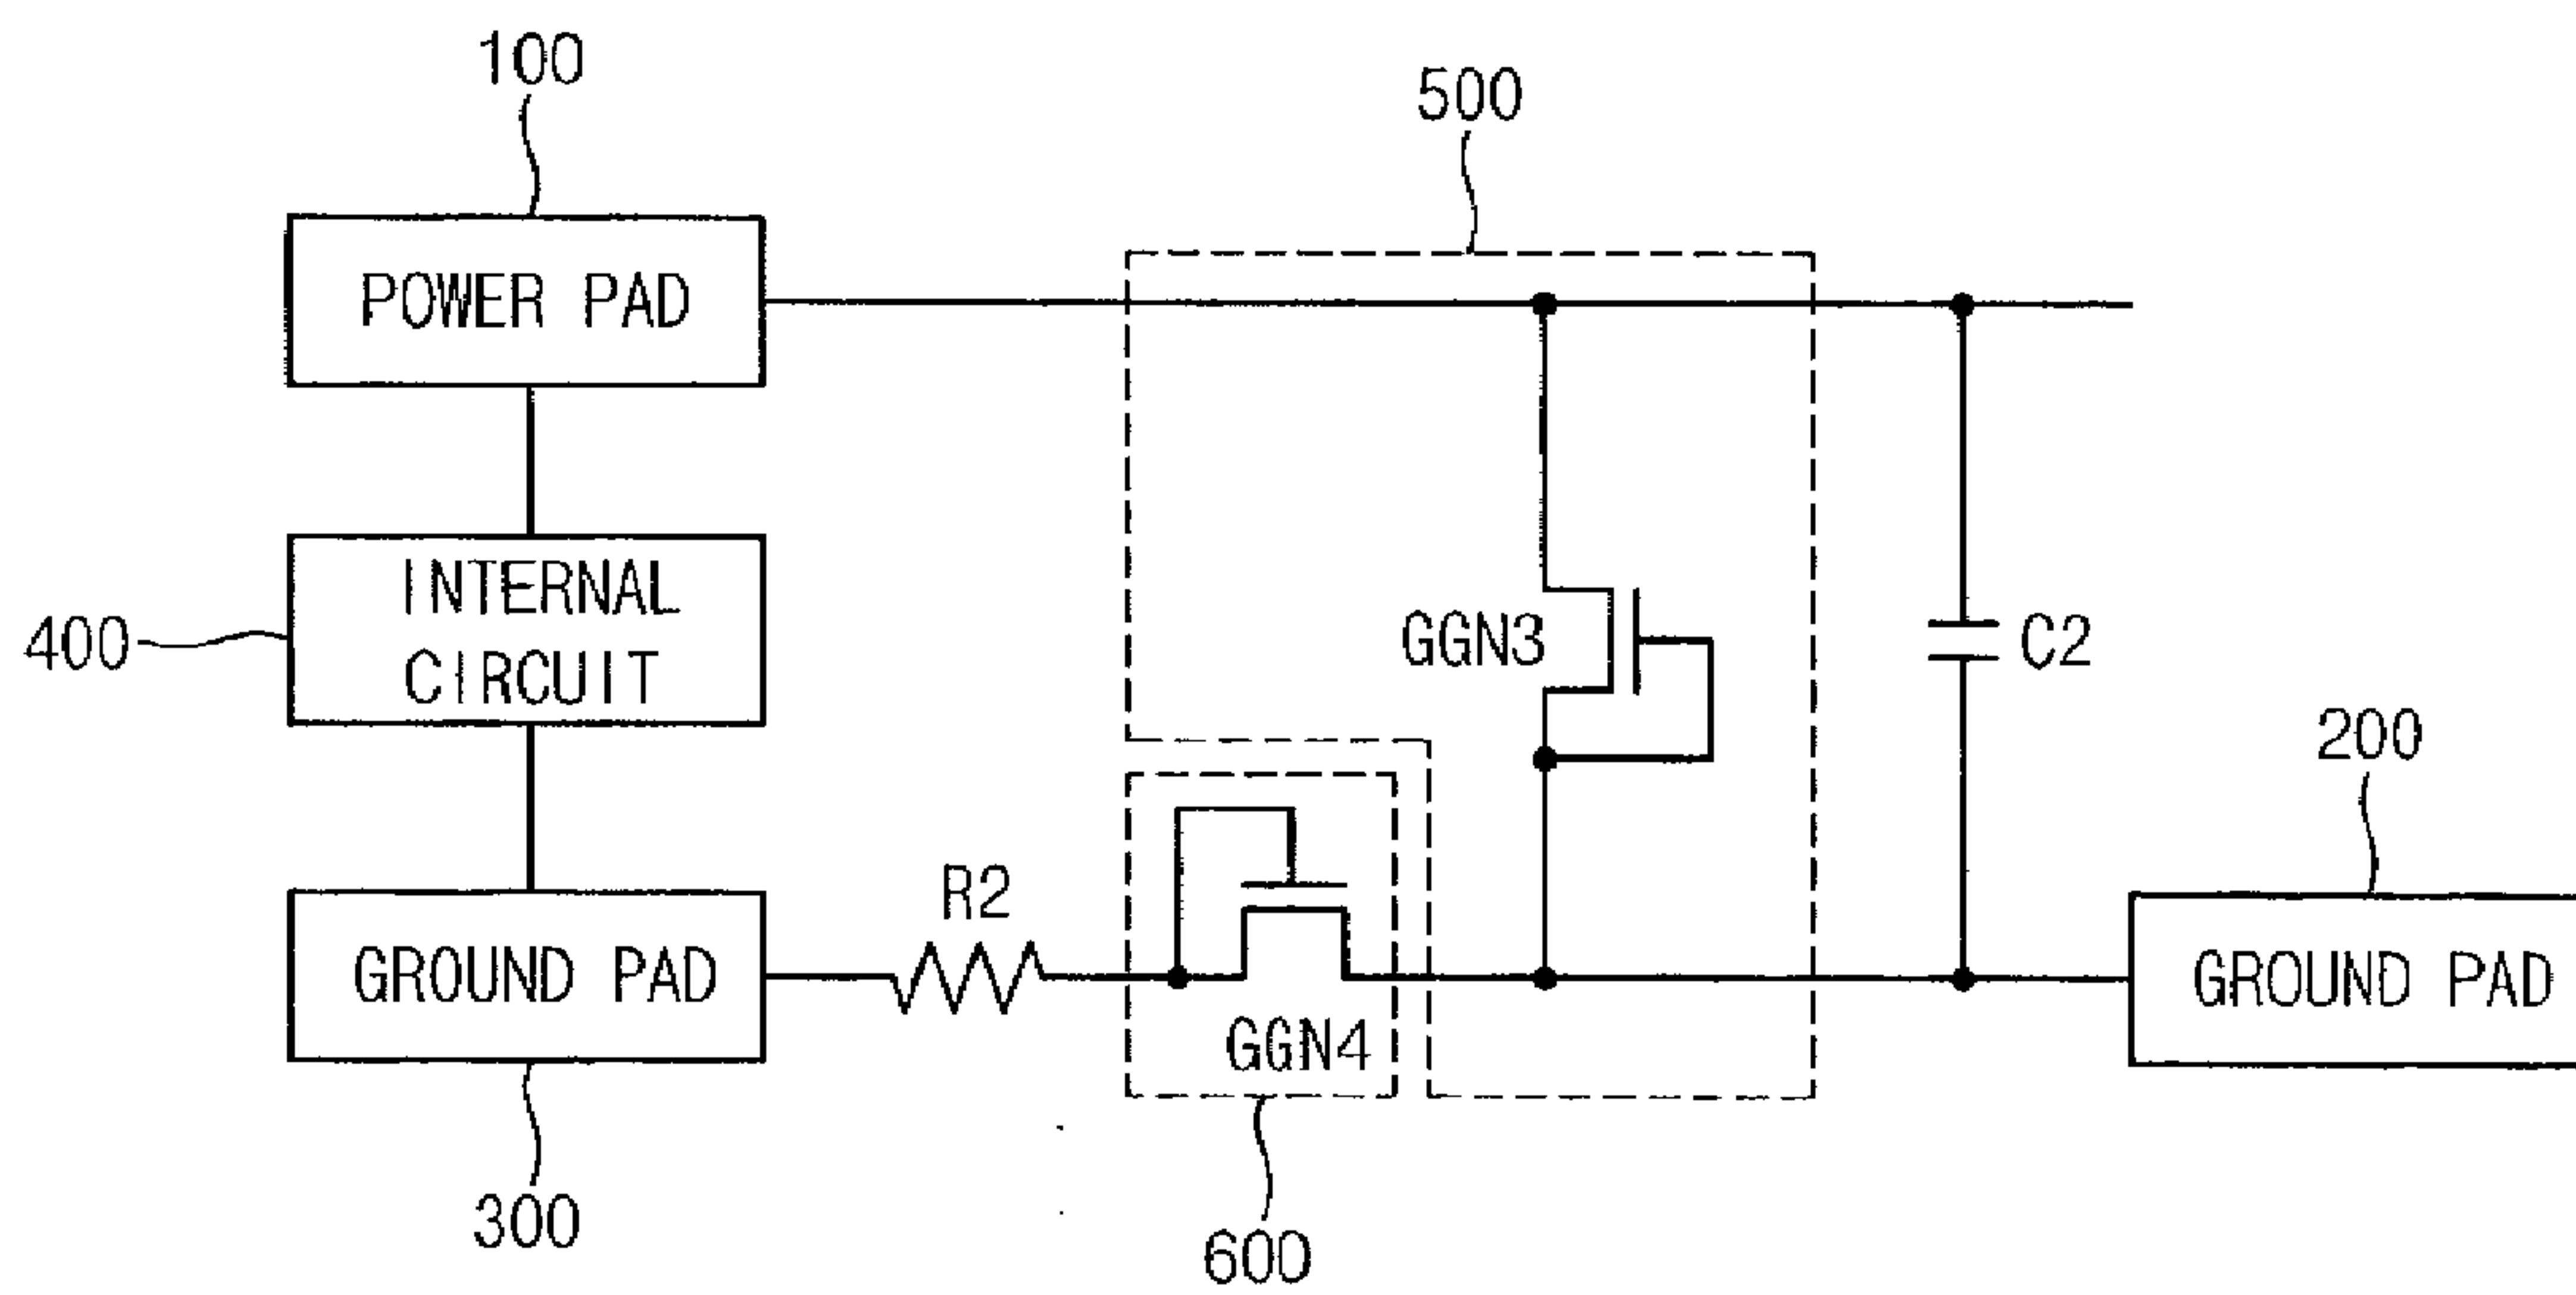 100
500
POWER PAD
INTERNAL
CIRCUIT
400
GGN3
C2
200
R2
GROUND PAD
GGN4
GROUND PAD
300
600